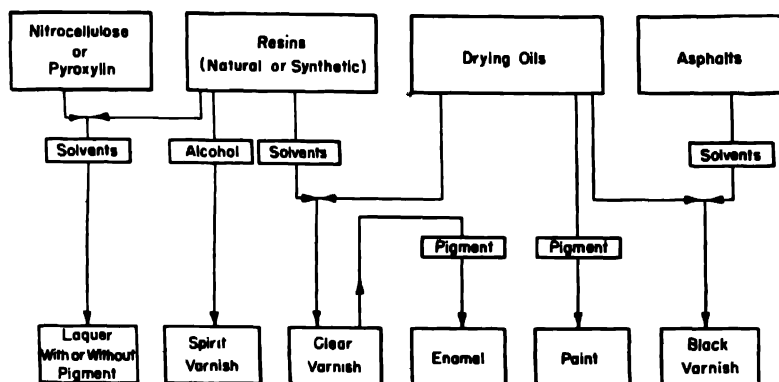 Nitrocellulose
or
Pyroxylin
Resins
(Natural or Synthetic)
Drying Oils
Asphalts
Solvents
Alcohol
Solvents
Solvents
Pigment
Pigment
Laquer
With or Without
Pigment
Spirit
Varnish
Clear
Varnish
Enamel
Paint
Black
Varnish